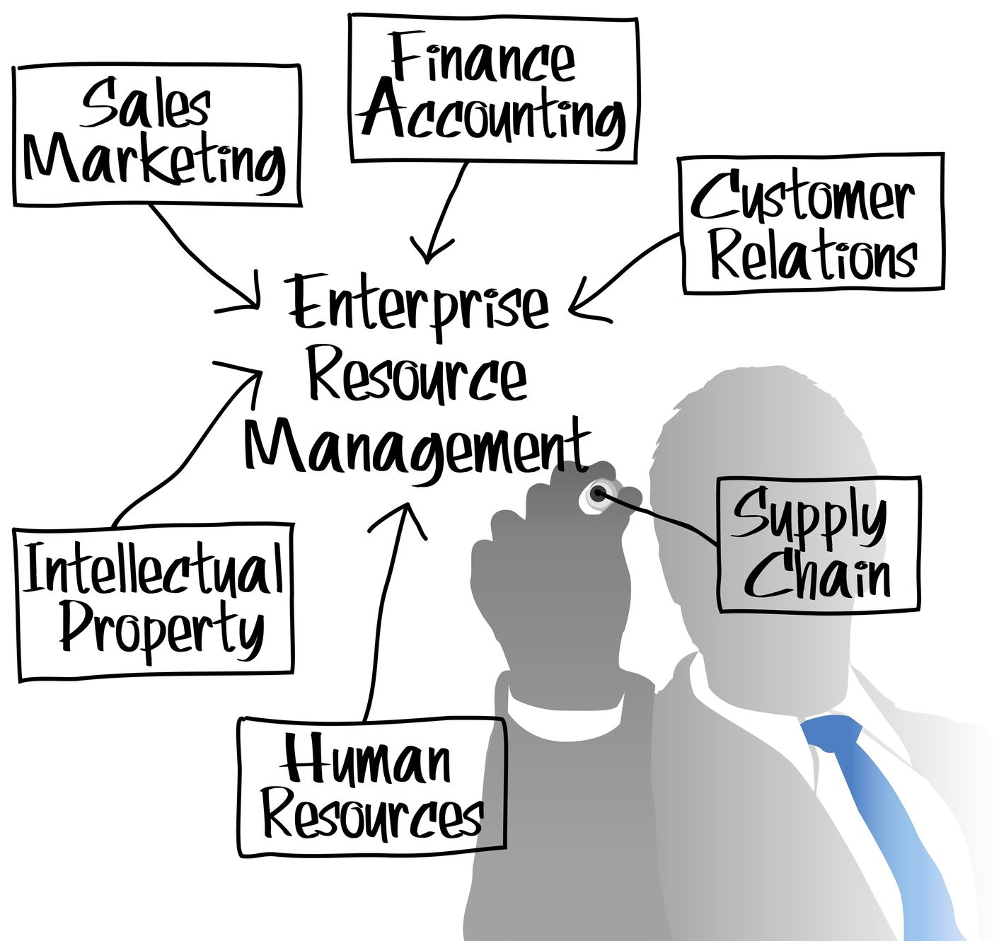 Finance
Accounting
Sales
Marketing
Customer
Relations
Enterprise
Resource
Management
Supply
Chain
Intellectual
Property
Human
Resources